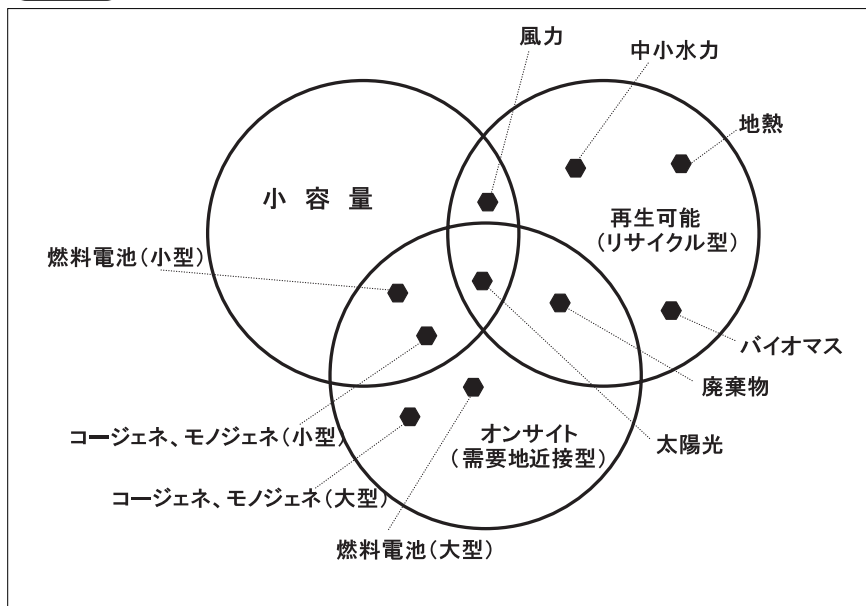 風力
中小水力
地熱
小容量
再生可能
(リサイクル型)
燃料電池(小型)
バイオマス
廃棄物
コージェネ、モノジェネ(小型)
オンサイト
(需要地近接型)
太陽光
コージェネ、モノジェネ(大型)
燃料電池(大型)